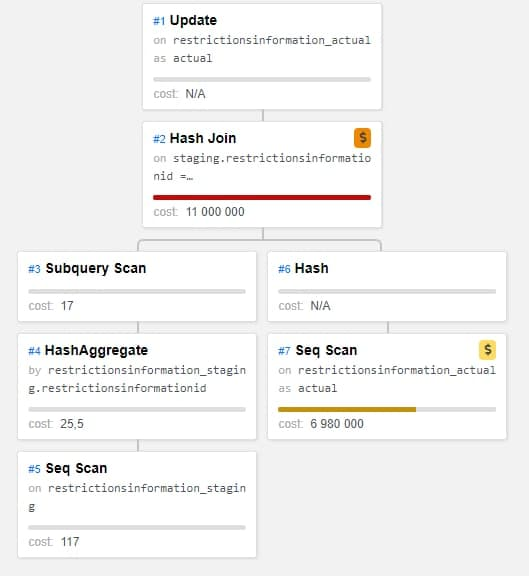 #1 Update
on restrictionsinformation_actual
as actual
cost: N/A
#2 Hash Join $
on staging.restrictionsinformatio
nid =…
cost: 11 000 000
#3 Subquery Scan
cost: 17
#6 Hash
cost: N/A
#4 HashAggregate
by restrictionsinformation_stagin
g.restrictionsinformationid
cost: 25,5
#7 Seq Scan $
on restrictionsinformation_actual
as actual
cost: 6 980 000
#5 Seq Scan
on restrictionsinformation_stagin
g
cost: 117